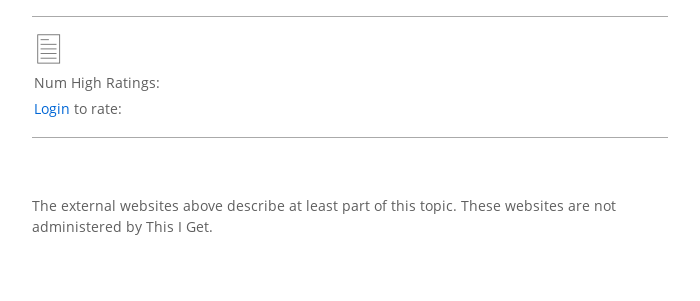 Num High Ratings:
Login to rate:
The external websites above describe at least part of this topic. These websites are not
administered by This I Get.